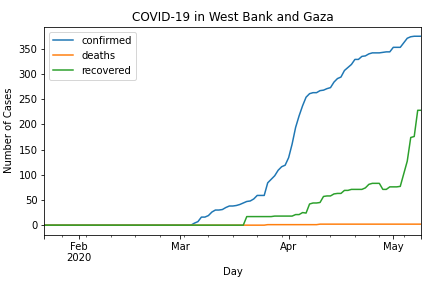 COVID-19 in West Bank and Gaza
confirmed
deaths
recovered
Number of Cases
350
300
250
200
150
100
50
0
Feb
2020
Mar
Apr
May
Day